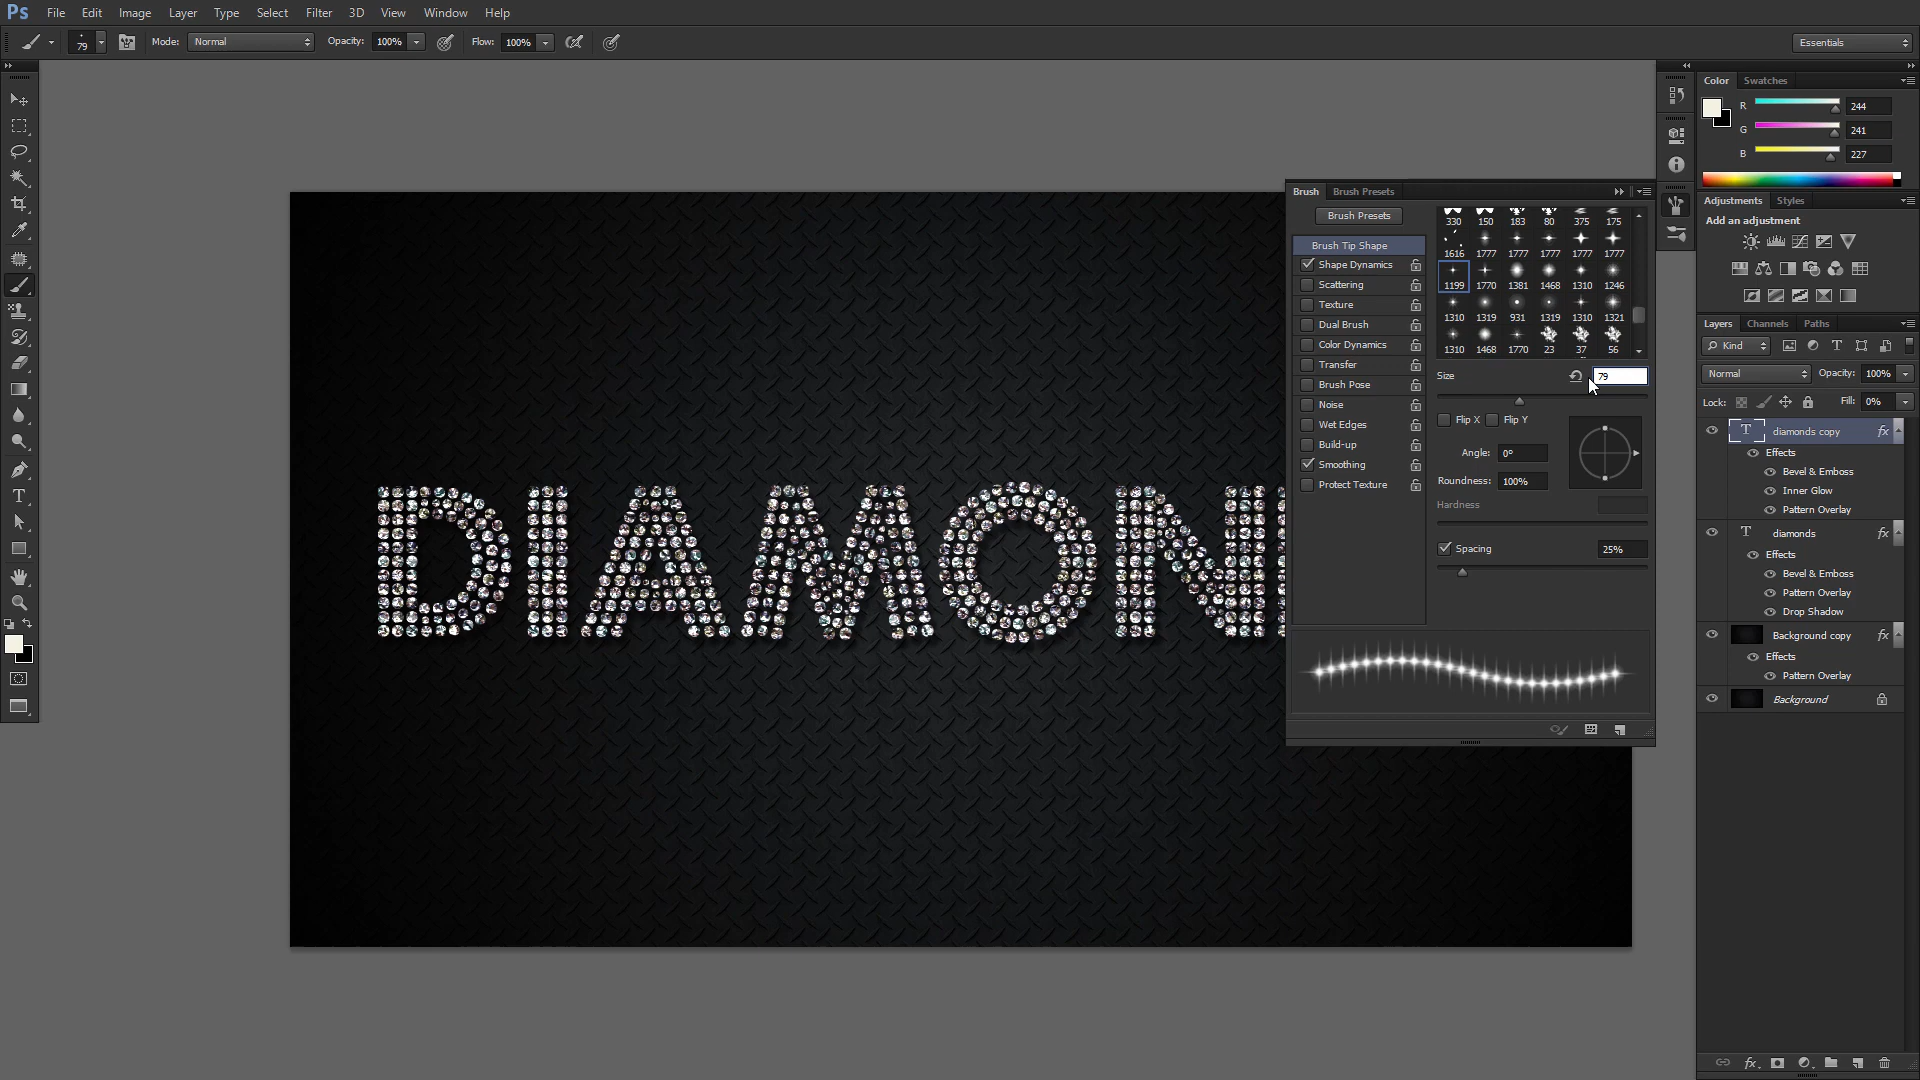 Ps File Edit Image Layer Type Select Filter 3D View Window Help
79 Mode: Normal Opacity: 100% Flow: 100% Essentials
Color Swatches
R 244
G 241
B 227
Adjustments Styles
Add an adjustment
Layers Channels Paths
Kind
Normal Opacity: 100%
Lock: Fill: 0%
T diamonds copy fx
Effects
Bevel & Emboss
Inner Glow
Pattern Overlay
T diamonds fx
Effects
Bevel & Emboss
Pattern Overlay
Drop Shadow
Background copy fx
Effects
Pattern Overlay
Background
fx
Brush Brush Presets
Brush Presets
Brush Tip Shape
Shape Dynamics
Scattering
Texture
Dual Brush
Color Dynamics
Transfer
Brush Pose
Noise
Wet Edges
Build-up
Smoothing
Protect Texture
330 150 183 80 375 175
1616 1777 1777 1777 1777 1777
1199 1770 1381 1468 1310 1246
1310 1319 931 1319 1310 1321
1310 1468 1770 23 37 56
Size 79
Flip X Flip Y
Angle: 0º
Roundness: 100%
Hardness
Spacing 25%
DIAMON